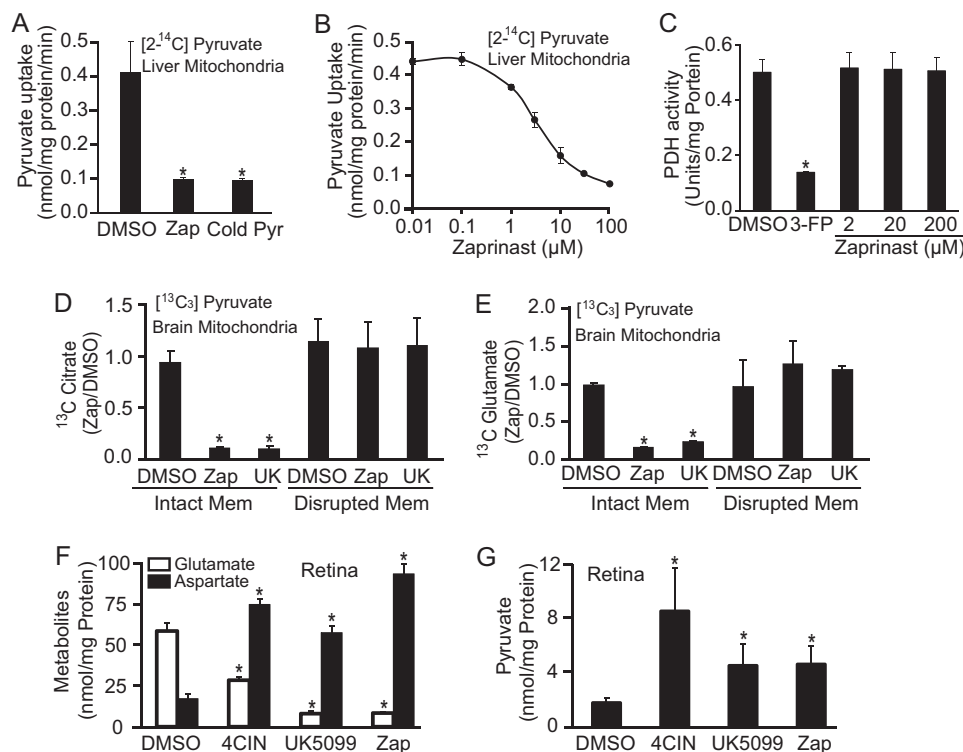 A
[2-¹⁴C] Pyruvate
Liver Mitochondria
Pyruvate uptake
(nmol/mg protein/min)
0.5
0.4
0.3
0.2
0.1
0.0
*
*
DMSO Zap Cold Pyr
B
[2-¹⁴C] Pyruvate
Liver Mitochondria
Pyruvate Uptake
(nmol/mg protein/min)
0.5
0.4
0.3
0.2
0.1
0.0
0.01 0.1 1 10 100
Zaprinast (µM)
C
PDH activity
(Units/mg Portein)
0.6
0.4
0.2
0.0
*
DMSO 3-FP 2 20 200
Zaprinast (µM)
D
[¹³C₃] Pyruvate
Brain Mitochondria
¹³C Citrate
(Zap/DMSO)
1.5
1.0
0.5
0.0
*
*
DMSO Zap UK DMSO Zap UK
Intact Mem Disrupted Mem
E
[¹³C₃] Pyruvate
Brain Mitochondria
¹³C Glutamate
(Zap/DMSO)
2.0
1.5
1.0
0.5
0.0
*
*
DMSO Zap UK DMSO Zap UK
Intact Mem Disrupted Mem
F
Glutamate
Aspartate
Retina
Metabolites
(nmol/mg Protein)
100
75
50
25
0
*
*
*
*
*
*
DMSO 4CIN UK5099 Zap
G
Retina
Pyruvate
(nmol/mg Protein)
12
8
4
0
*
*
*
DMSO 4CIN UK5099 Zap